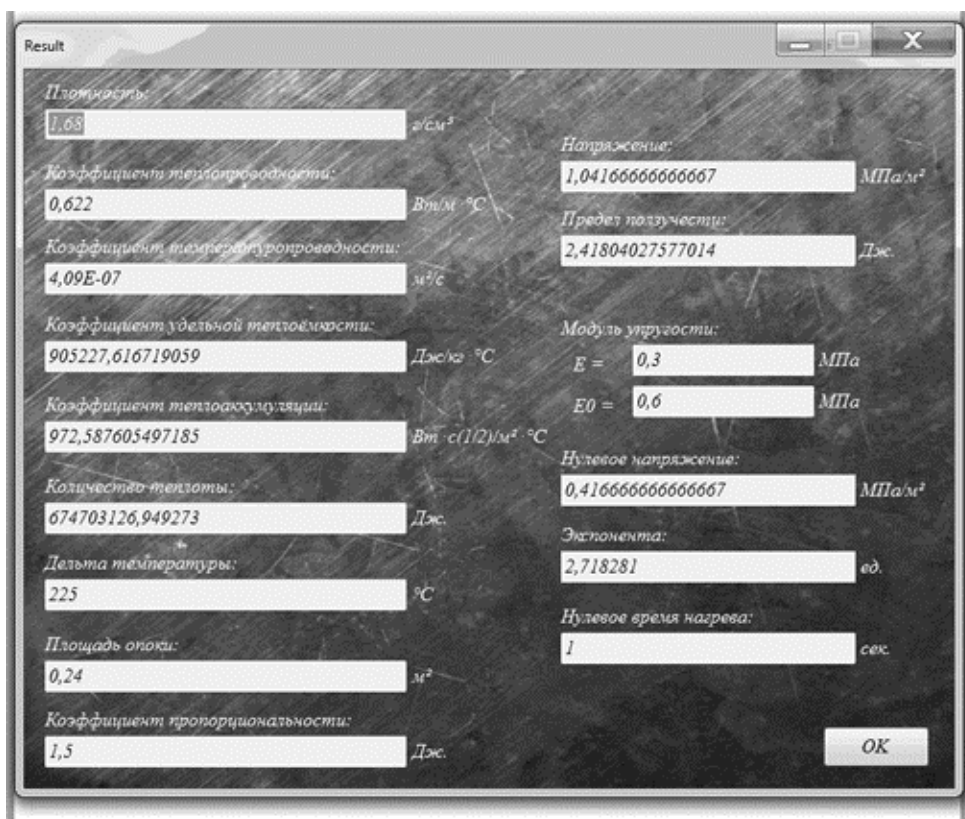 Result
Плотность:
1,68 г/см³
Коэффициент теплопроводности:
0,622 Вт/м·°C
Коэффициент температуропроводности:
4,09E-07 м²/с
Коэффициент удельной теплоёмкости:
905227,616719059 Дж/кг·°C
Коэффициент теплоаккумуляции:
972,587605497185 Вт·с(1/2)/м²·°C
Количество теплоты:
674703126,949273 Дж.
Дельта температуры:
225 °C
Площадь опоки:
0,24 м²
Коэффициент пропорциональности:
1,5 Дж.
Напряжение:
1,04166666666667 МПа/м²
Предел ползучести:
2,41804027577014 Дж.
Модуль упругости:
E = 0,3 МПа
E0 = 0,6 МПа
Нулевое напряжение:
0,416666666666667 МПа/м²
Экспонента:
2,718281 ед.
Нулевое время нагрева:
1 сек.
OK